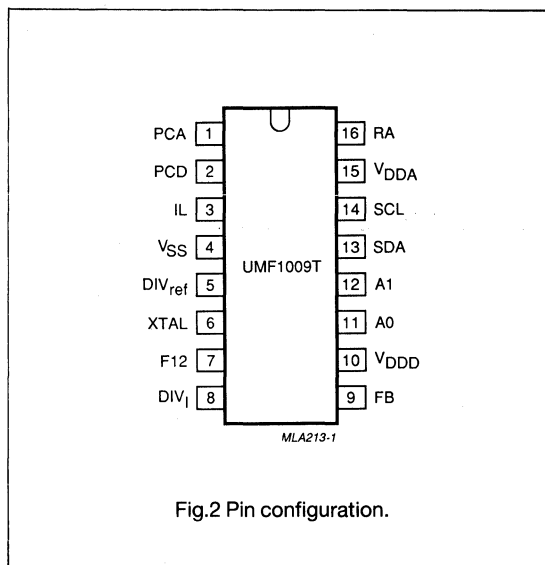 PCA 1 16 RA
PCD 2 15 VDDA
IL 3 14 SCL
VSS 4 13 SDA
UMF1009T
DIVref 5 12 A1
XTAL 6 11 A0
F12 7 10 VDDD
DIVI 8 9 FB
MLA213-1
Fig.2 Pin configuration.